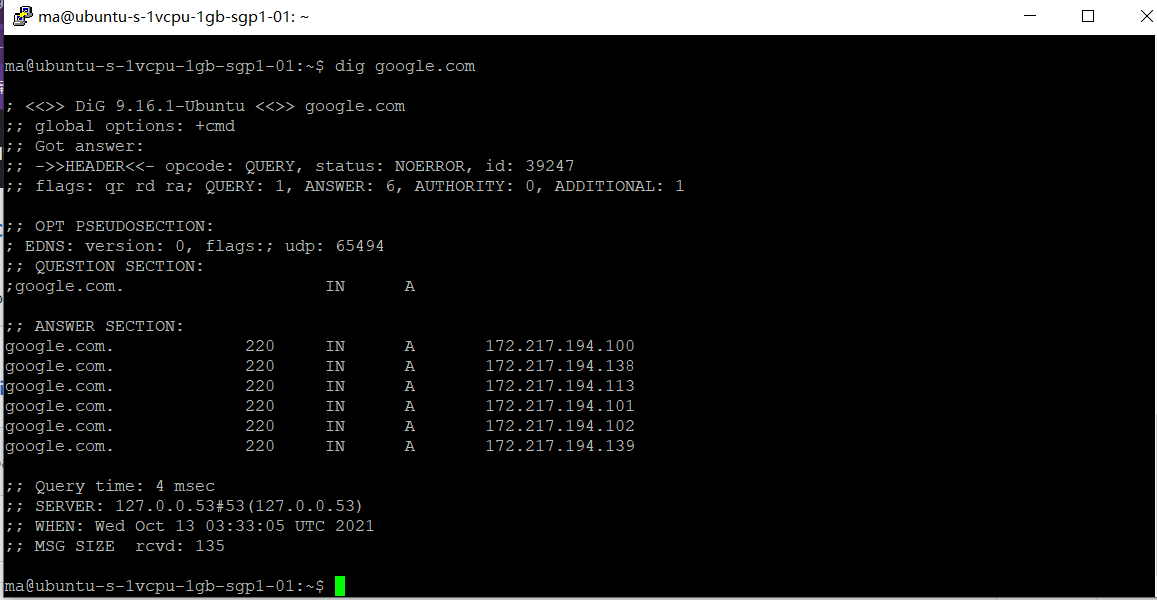 ma@ubuntu-s-1vcpu-1gb-sgp1-01: ~
ma@ubuntu-s-1vcpu-1gb-sgp1-01:~$ dig google.com
; <<>> DiG 9.16.1-Ubuntu <<>> google.com
;; global options: +cmd
;; Got answer:
;; ->>HEADER<<- opcode: QUERY, status: NOERROR, id: 39247
;; flags: qr rd ra; QUERY: 1, ANSWER: 6, AUTHORITY: 0, ADDITIONAL: 1
;; OPT PSEUDOSECTION:
; EDNS: version: 0, flags:; udp: 65494
;; QUESTION SECTION:
;google.com. IN A
;; ANSWER SECTION:
google.com. 220 IN A 172.217.194.100
google.com. 220 IN A 172.217.194.138
google.com. 220 IN A 172.217.194.113
google.com. 220 IN A 172.217.194.101
google.com. 220 IN A 172.217.194.102
google.com. 220 IN A 172.217.194.139
;; Query time: 4 msec
;; SERVER: 127.0.0.53#53(127.0.0.53)
;; WHEN: Wed Oct 13 03:33:05 UTC 2021
;; MSG SIZE  rcvd: 135
ma@ubuntu-s-1vcpu-1gb-sgp1-01:~$